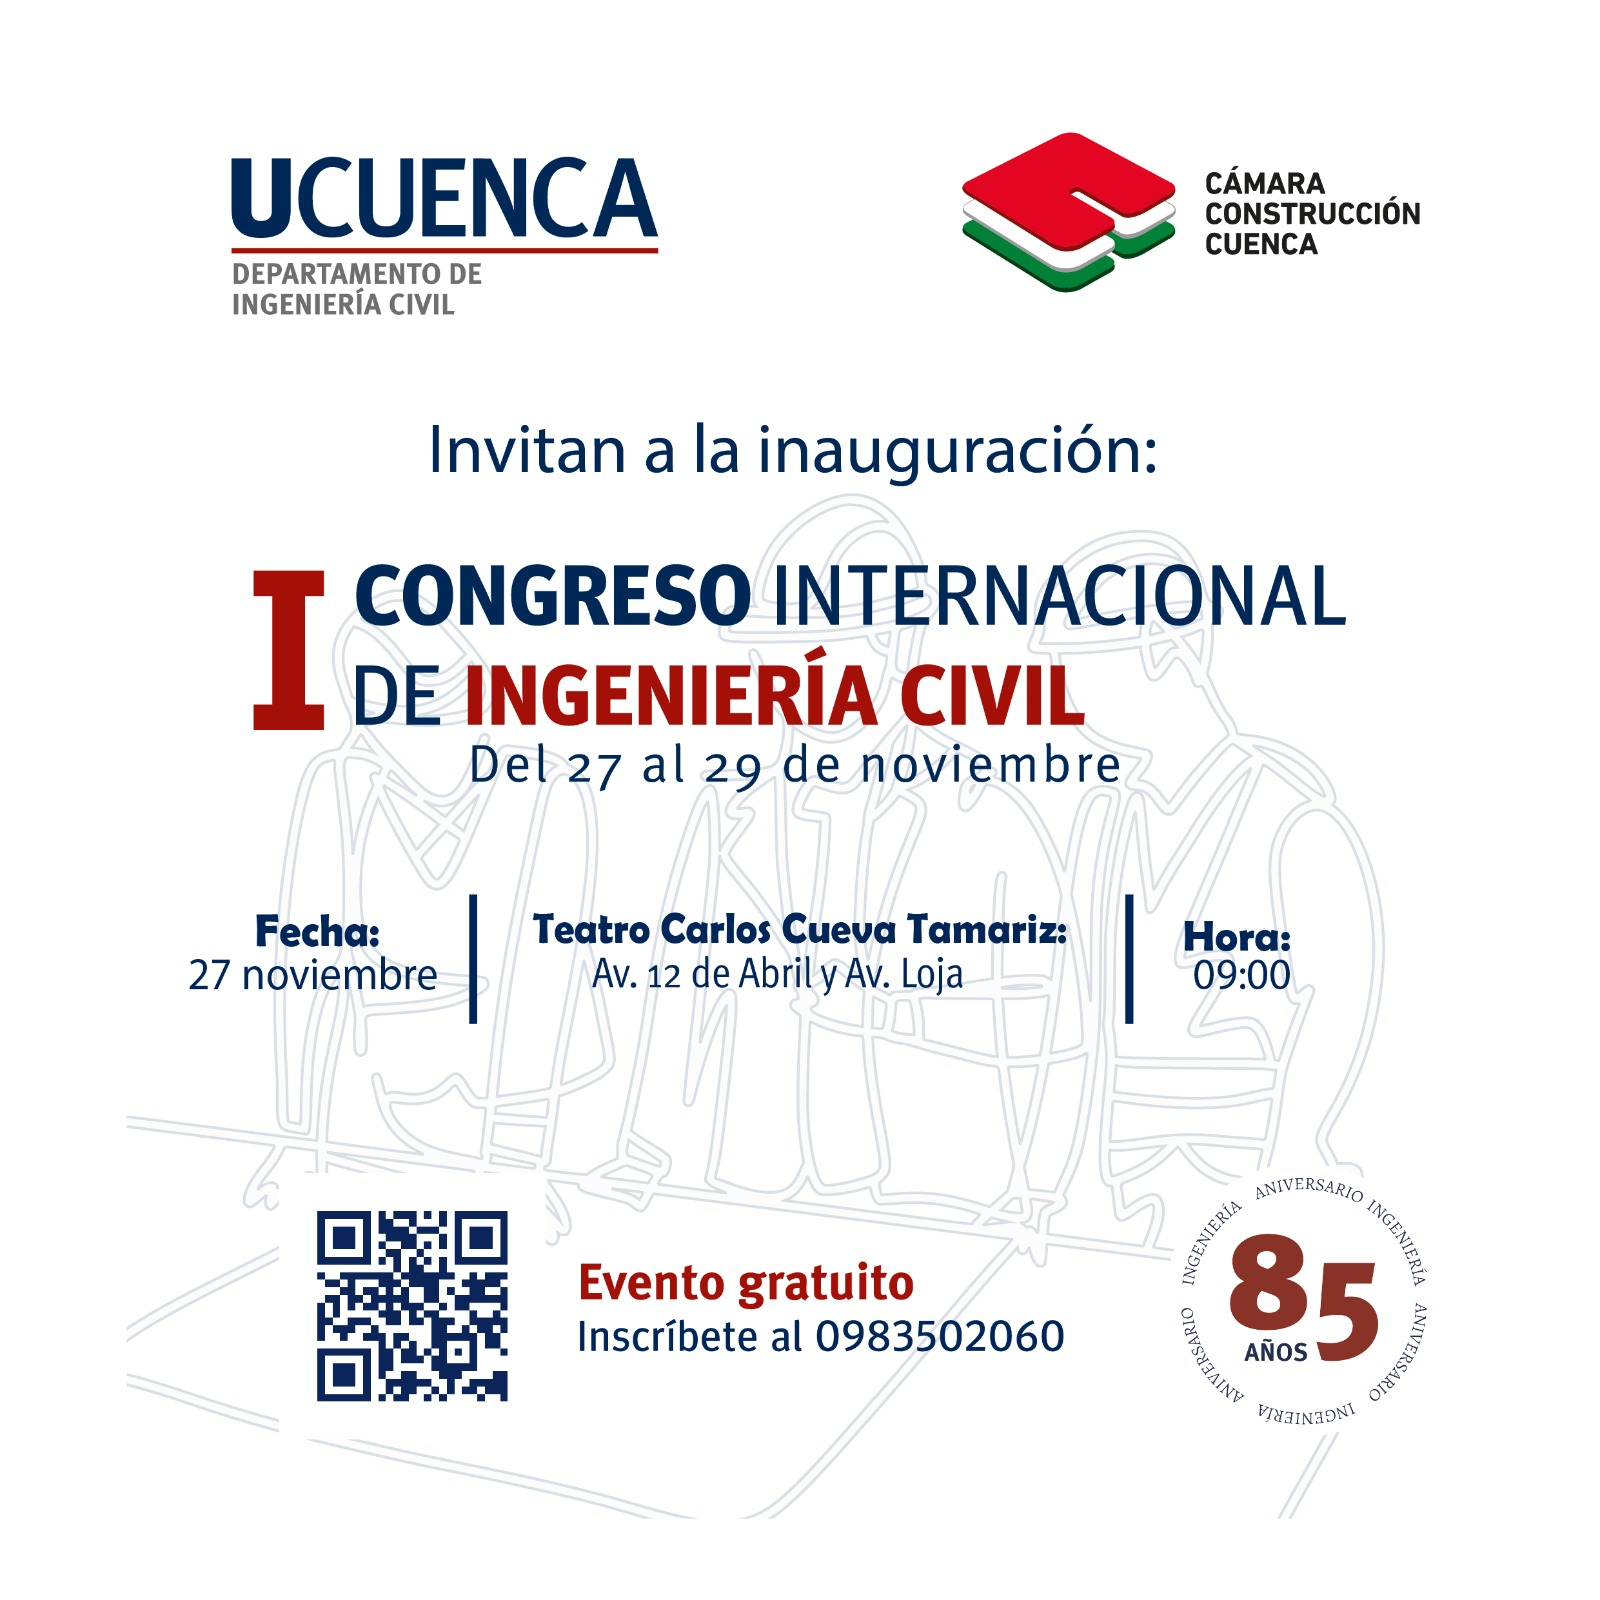 UCUENCA
DEPARTAMENTO DE
INGENIERÍA CIVIL
CÁMARA
CONSTRUCCIÓN
CUENCA
Invitan a la inauguración:
I CONGRESO INTERNACIONAL
DE INGENIERÍA CIVIL
Del 27 al 29 de noviembre
Fecha:
27 noviembre
Teatro Carlos Cueva Tamariz:
Av. 12 de Abril y Av. Loja
Hora:
09:00
Evento gratuito
Inscríbete al 0983502060
85
AÑOS
INGENIERÍA ANIVERSARIO INGENIERÍA ANIVERSARIO INGENIERÍA ANIVERSARIO